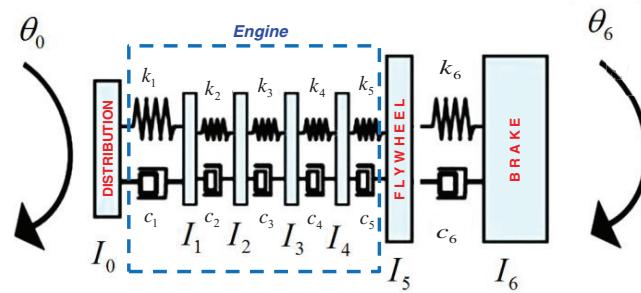 Engine
θ₀
θ₆
k₁
k₂
k₃
k₄
k₅
k₆
DISTRIBUTION
FLYWHEEL
BRAKE
c₁
c₂
c₃
c₄
c₅
c₆
I₀
I₁
I₂
I₃
I₄
I₅
I₆